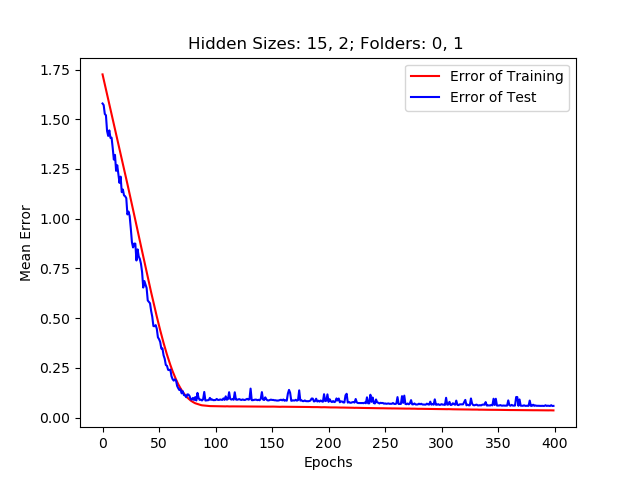 Hidden Sizes: 15, 2; Folders: 0, 1
Error of Training
Error of Test
Mean Error
1.75
1.50
1.25
1.00
0.75
0.50
0.25
0.00
0 50 100 150 200 250 300 350 400
Epochs